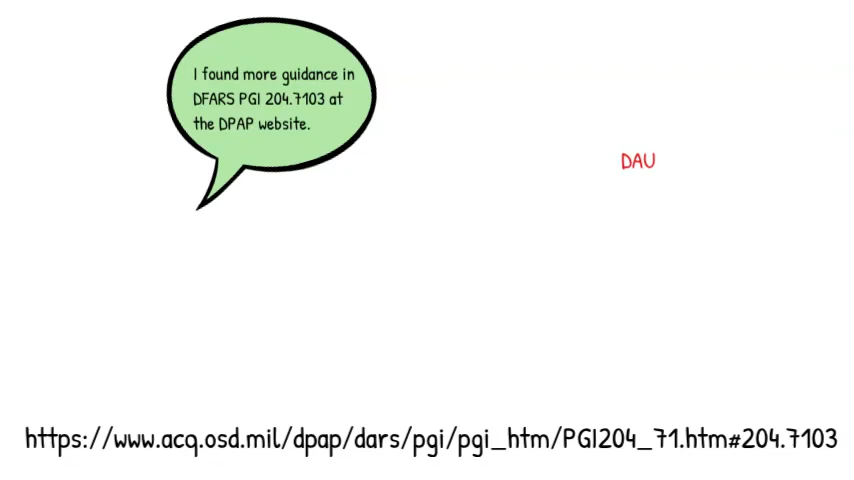 I found more guidance in
DFARS PGI 204.7103 at
the DPAP website.
DAU
https://www.acq.osd.mil/dpap/dars/pgi/pgi_htm/PGI204_71.htm#204.7103